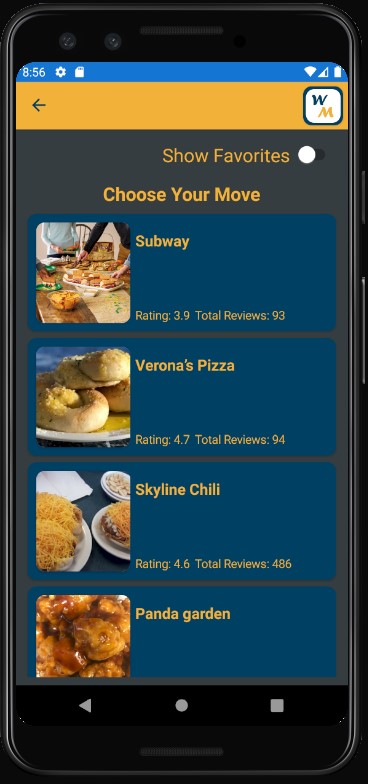 8:56
W
M
Show Favorites
Choose Your Move
Subway
Rating: 3.9 Total Reviews: 93
Verona's Pizza
Rating: 4.7 Total Reviews: 94
Skyline Chili
Rating: 4.6 Total Reviews: 486
Panda garden